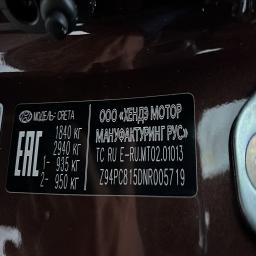 МОДЕЛЬ: CRETA
1840 кг
2940 кг
1- 935 кг
2- 950 кг
ЕАС
ООО «ХЕНДЭ МОТОР
МАНУФАКТУРИНГ РУС»
ТС RU E-RU.MT02.01013
Z94PC815DNR005719